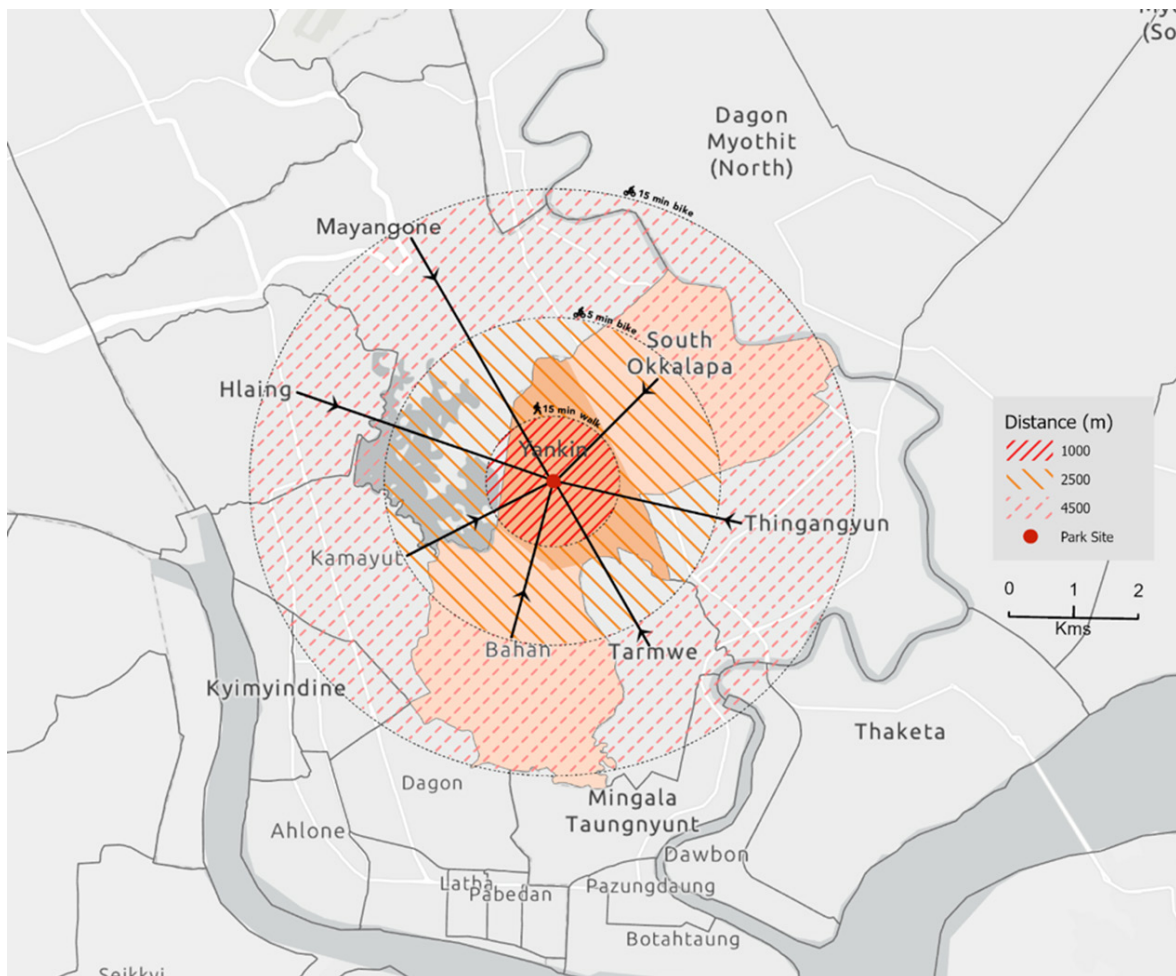 (So
Dagon
Myothit
(North)
15 min bike
Mayangone
5 min bike
South
Okkalapa
Hlaing
15 min walk
Yankin
Distance (m)
1000
2500
4500
Park Site
0 1 2
Kms
Thingangyun
Kamayut
Bahan
Tarmwe
Kyimyindine
Thaketa
Dagon
Mingala
Taungnyunt
Ahlone
Dawbon
Latha
Pabedan
Pazungdaung
Botahtaung
Seikkyi